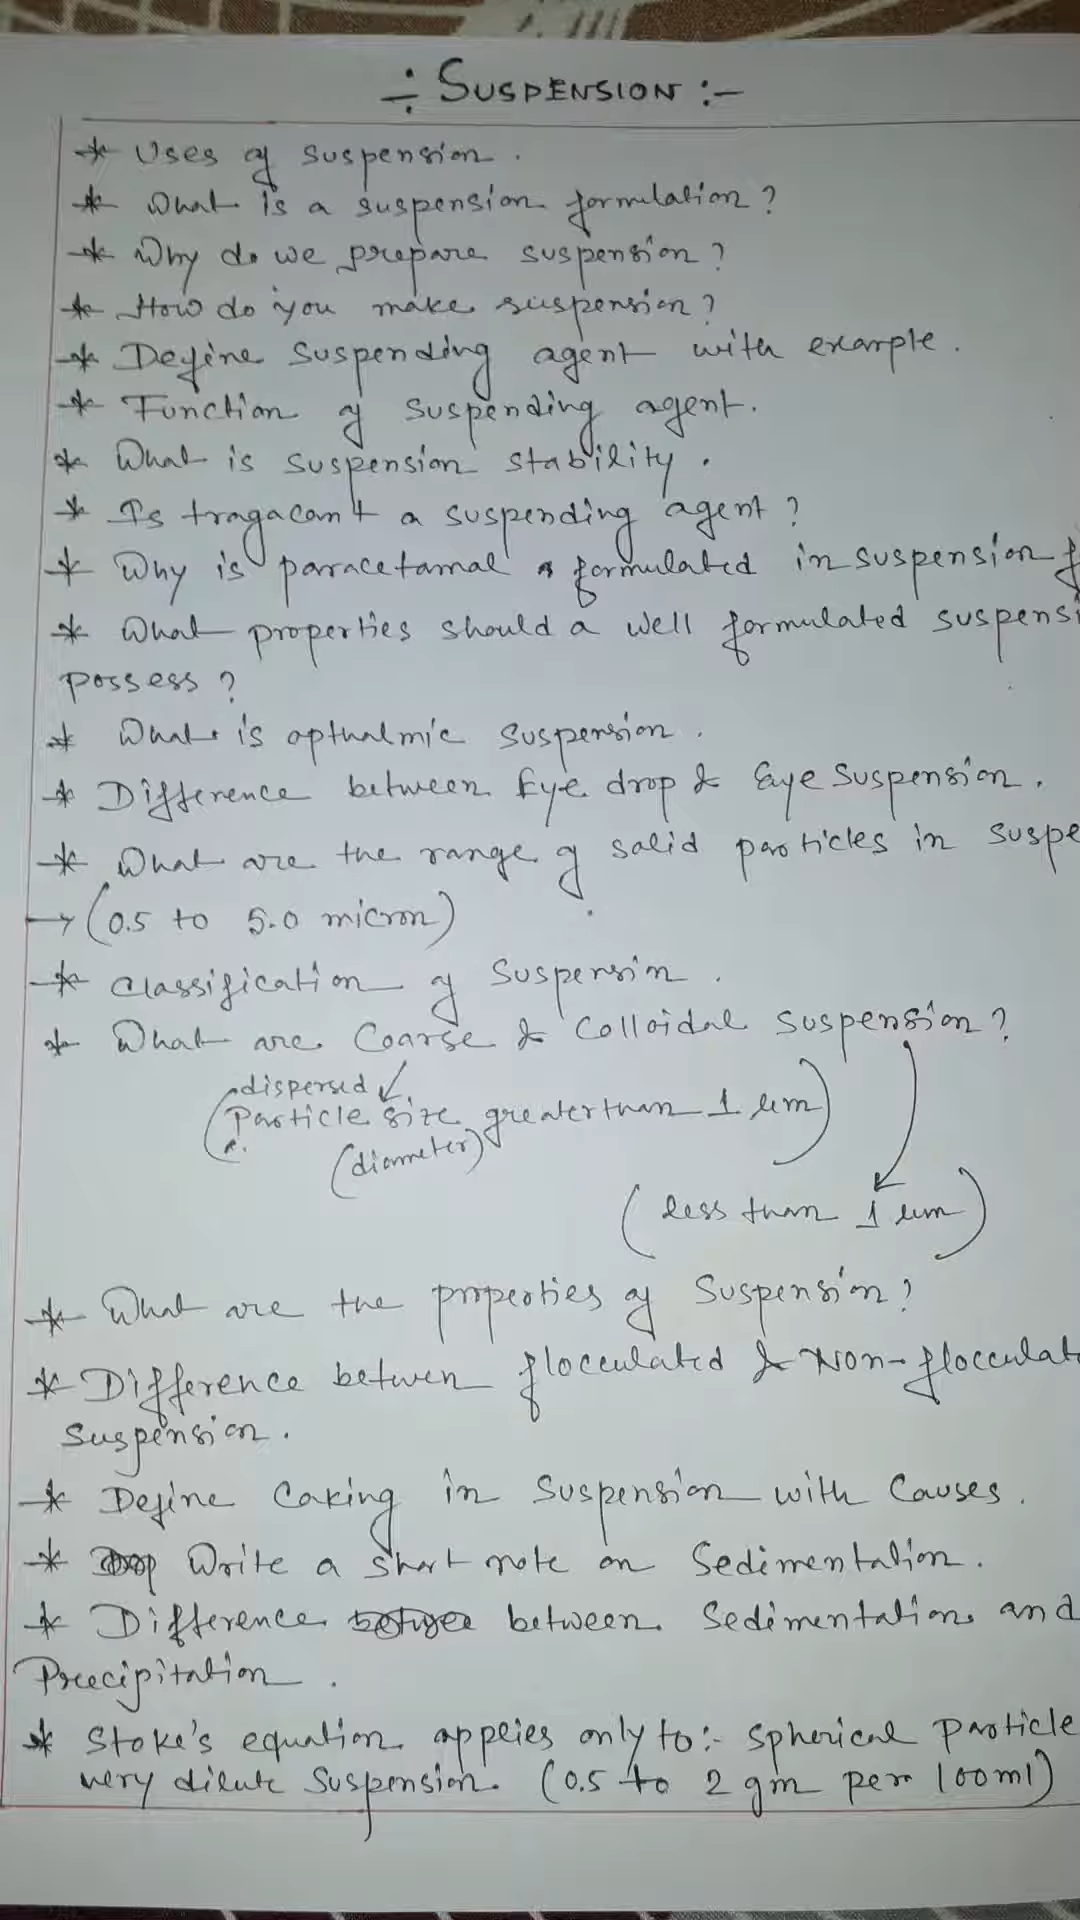 ÷ SUSPENSION :-
* Uses of suspension.
* What is a suspension formulation?
* Why do we prepare suspension?
* How do you make suspension?
* Define suspending agent with example.
* Function of suspending agent.
* What is suspension stability.
* Is tragacant a suspending agent?
* Why is paracetamal formulated in suspension f
* What properties should a well formulated suspensi
possess?
* What is opthalmic suspension.
* Difference between Eye drop & Eye suspension.
* What are the range of solid particles in suspe
→ (0.5 to 5.0 micron)
* Classification of Suspension.
* What are Coarse & Colloidal suspension?
dispersed
(Particle size greater than 1 μm)
(diameter)
(less than 1 μm)
* What are the properties of Suspension?
* Difference betwen flocculated & Non-flocculat
suspension.
* Define Caking in Suspension with Causes.
* Write a short note on Sedimentation.
* Difference between Sedimentation and
Precipitation.
* Stoke's equation applies only to:- spherical Particle
very dilute suspension. (0.5 to 2 gm per 100ml)